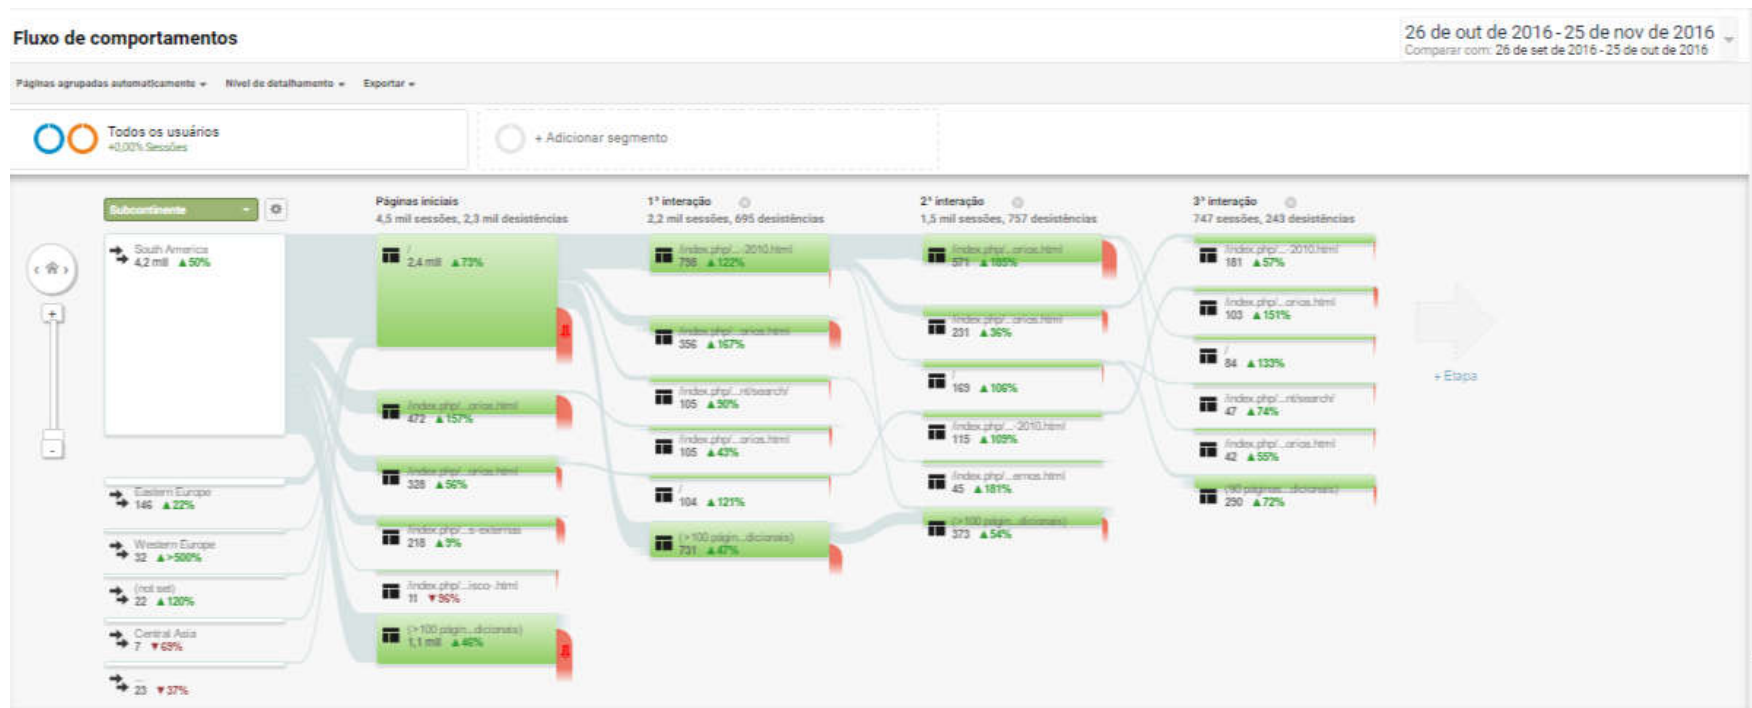 Fluxo de comportamentos
26 de out de 2016 - 25 de nov de 2016
Comparar com: 26 de set de 2016 - 25 de out de 2016
Páginas agrupadas automaticamente
Nível de detalhamento
Exportar
Todos os usuários
+0,00% Sessões
+ Adicionar segmento
Subcontinente
South America
4,2 mil ▲50%
Eastern Europe
146 ▲22%
Western Europe
32 ▲>500%
(not set)
22 ▲120%
Central Asia
7 ▼69%
...
23 ▼37%
Páginas iniciais
4,5 mil sessões, 2,3 mil desistências
/
2,4 mil ▲73%
/index.php/...orias.html
472 ▲157%
/index.php/...orias.html
328 ▲56%
/index.php/...s-externas
218 ▲9%
/index.php/...isco-.html
11 ▼96%
(>100 págin...dicionais)
1,1 mil ▲46%
1ª interação
2,2 mil sessões, 695 desistências
/index.php/...-2010.html
798 ▲122%
/index.php/...orias.html
356 ▲167%
/index.php/...nt/search/
105 ▲90%
/index.php/...orias.html
105 ▲43%
/
104 ▲121%
(>100 págin...dicionais)
731 ▲47%
2ª interação
1,5 mil sessões, 757 desistências
/index.php/...orias.html
571 ▲185%
/index.php/...orias.html
231 ▲36%
/
169 ▲106%
/index.php/...-2010.html
115 ▲109%
/index.php/...ernas.html
45 ▲181%
(>100 págin...dicionais)
373 ▲54%
3ª interação
747 sessões, 243 desistências
/index.php/...-2010.html
181 ▲57%
/index.php/...orias.html
103 ▲151%
/
84 ▲133%
/index.php/...nt/search/
47 ▲74%
/index.php/...orias.html
42 ▲55%
(90 páginas...dicionais)
290 ▲72%
+ Etapa